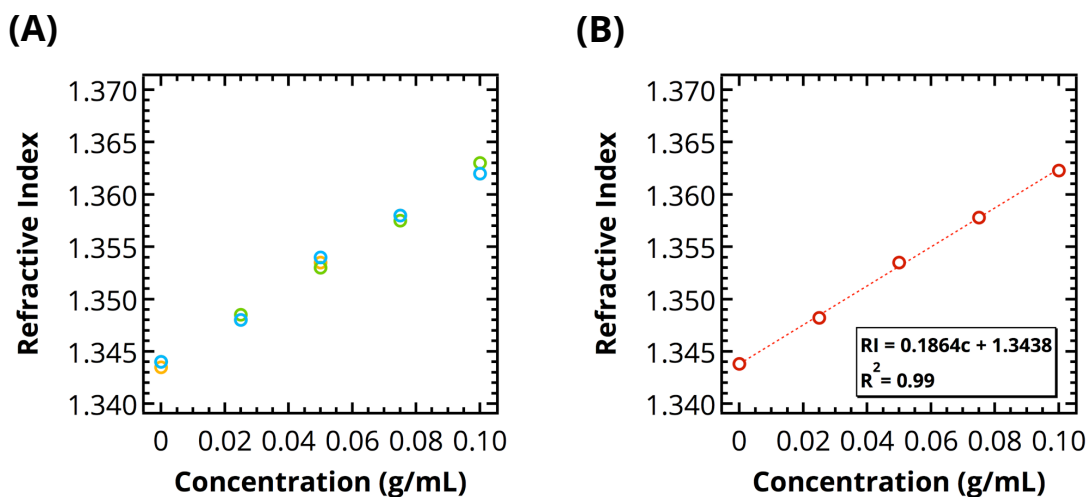 (A)
Refractive Index
1.370
1.365
1.360
1.355
1.350
1.345
1.340
0 0.02 0.04 0.06 0.08 0.10
Concentration (g/mL)
(B)
Refractive Index
1.370
1.365
1.360
1.355
1.350
1.345
1.340
RI = 0.1864c + 1.3438
R²= 0.99
0 0.02 0.04 0.06 0.08 0.10
Concentration (g/mL)